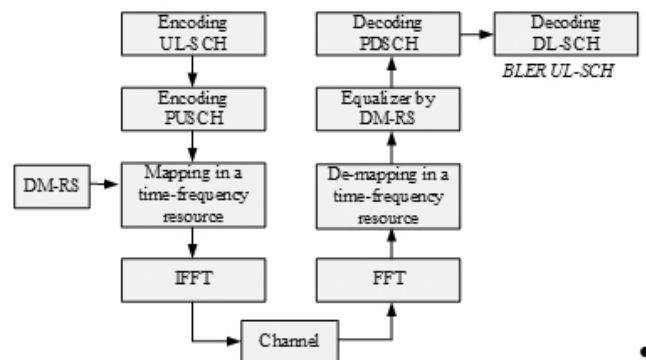 Encoding
UL-SCH
Encoding
PUSCH
DM-RS
Mapping in a
time-frequency
resource
IFFT
Channel
FFT
De-mapping in a
time-frequency
resource
Equalizer by
DM-RS
Decoding
PDSCH
Decoding
DL-SCH
BLER UL-SCH